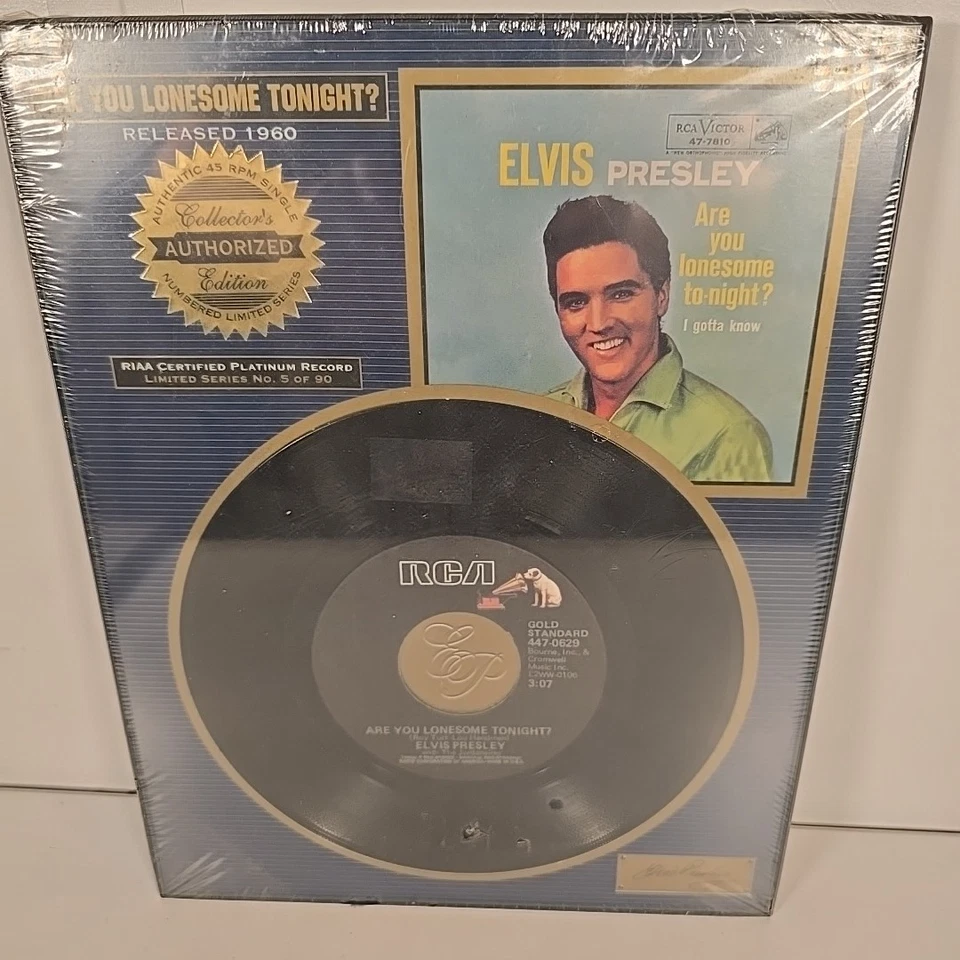 YOU LONESOME TONIGHT?
RELEASED 1960
AUTHENTIC 45 RPM SINGLE
Collector's
AUTHORIZED
Edition
NUMBERED LIMITED SERIES
RIAA CERTIFIED PLATINUM RECORD
LIMITED SERIES NO. 5 OF 90
RCA VICTOR
47-7810
ELVIS PRESLEY
Are
you
lonesome
to-night?
I gotta know
RCA
GOLD
STANDARD
447-0629
Bourne, Inc., &
Cromwell
Music Inc.
3:07
EP
ARE YOU LONESOME TONIGHT?
ELVIS PRESLEY